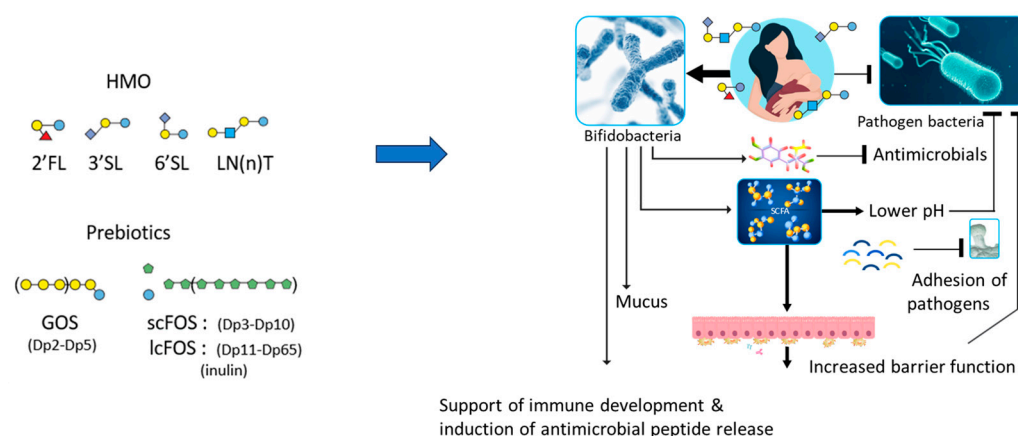 HMO
2’FL
3’SL
6’SL
LN(n)T
Prebiotics
GOS
(Dp2-Dp5)
scFOS : (Dp3-Dp10)
lcFOS : (Dp11-Dp65)
(inulin)
Bifidobacteria
Pathogen bacteria
Antimicrobials
SCFA
Lower pH
Adhesion of
pathogens
Mucus
Increased barrier function
Support of immune development &
induction of antimicrobial peptide release